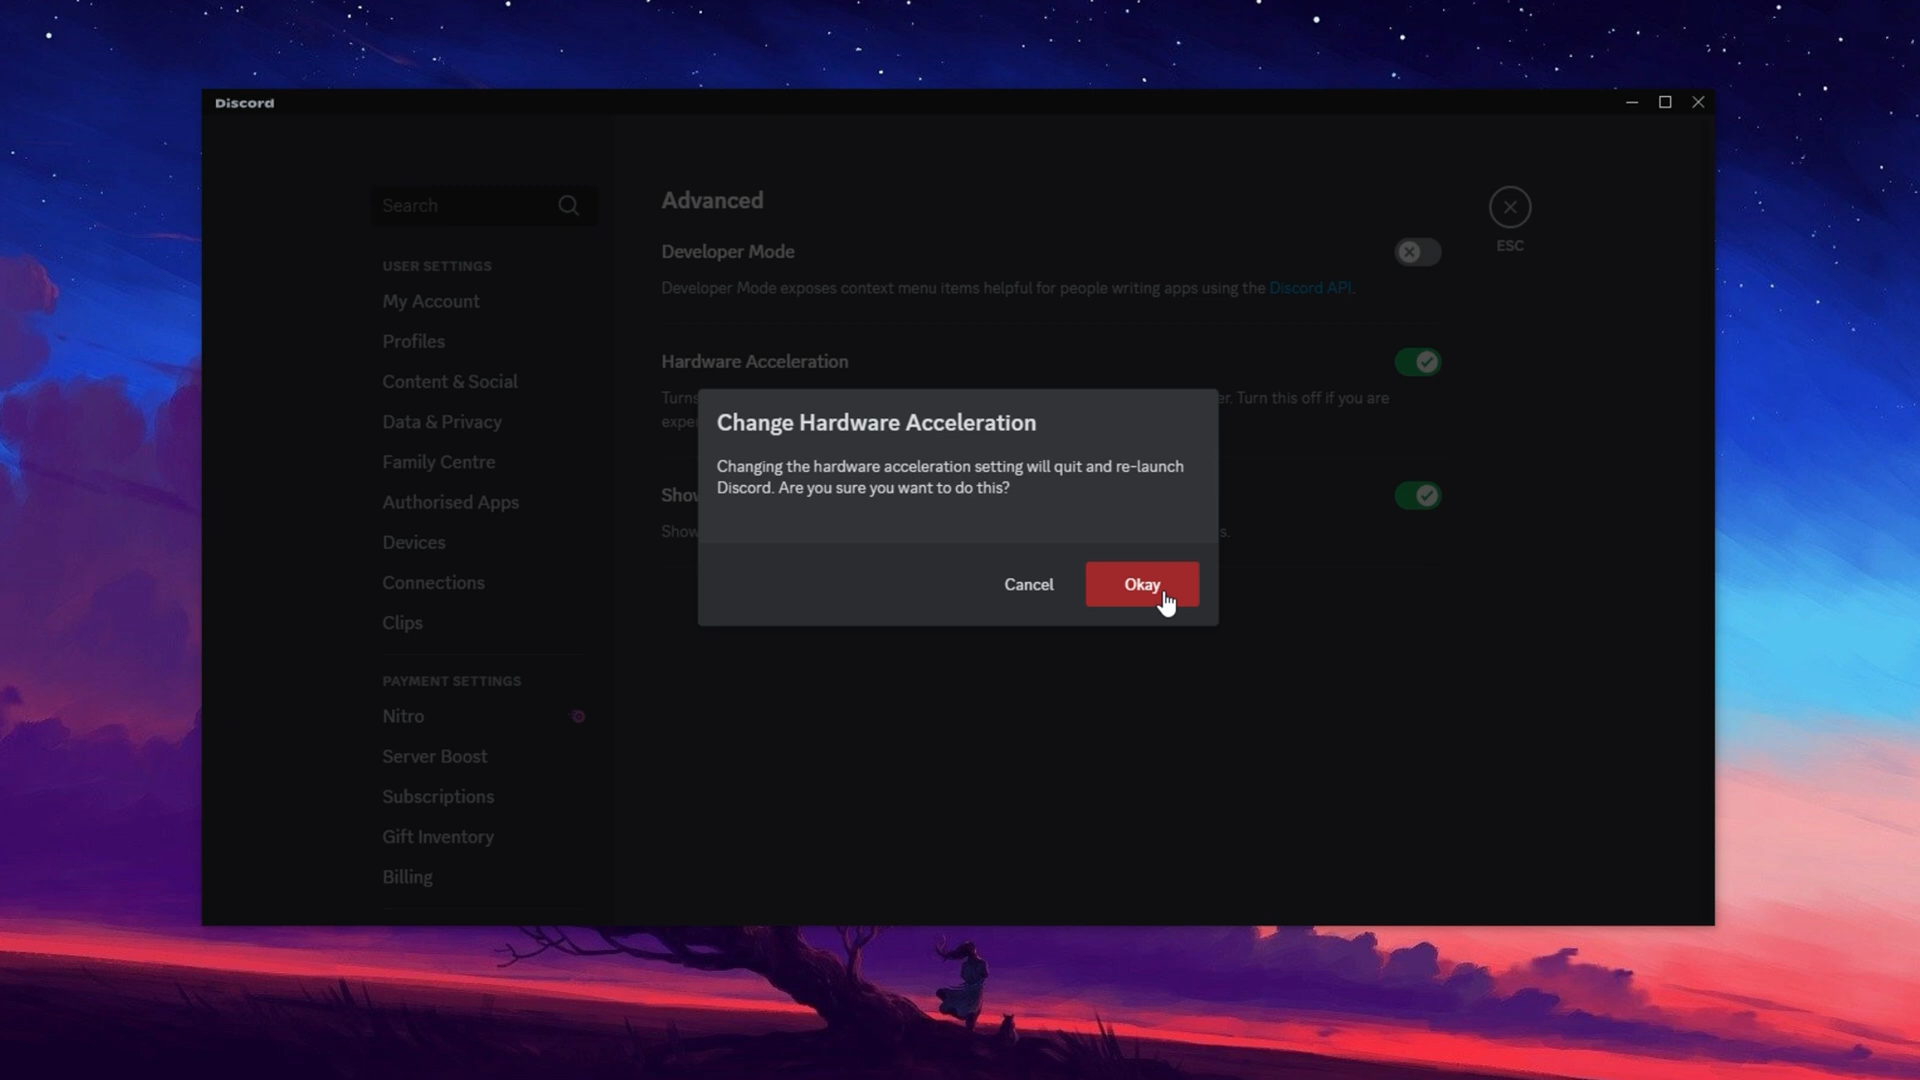 Discord
Search
USER SETTINGS
My Account
Profiles
Content & Social
Data & Privacy
Family Centre
Authorised Apps
Devices
Connections
Clips
PAYMENT SETTINGS
Nitro
Server Boost
Subscriptions
Gift Inventory
Billing
Advanced
ESC
Developer Mode
Developer Mode exposes context menu items helpful for people writing apps using the Discord API.
Hardware Acceleration
Turns er. Turn this off if you are
Change Hardware Acceleration
Changing the hardware acceleration setting will quit and re-launch
Discord. Are you sure you want to do this?
Show
Cancel
Okay